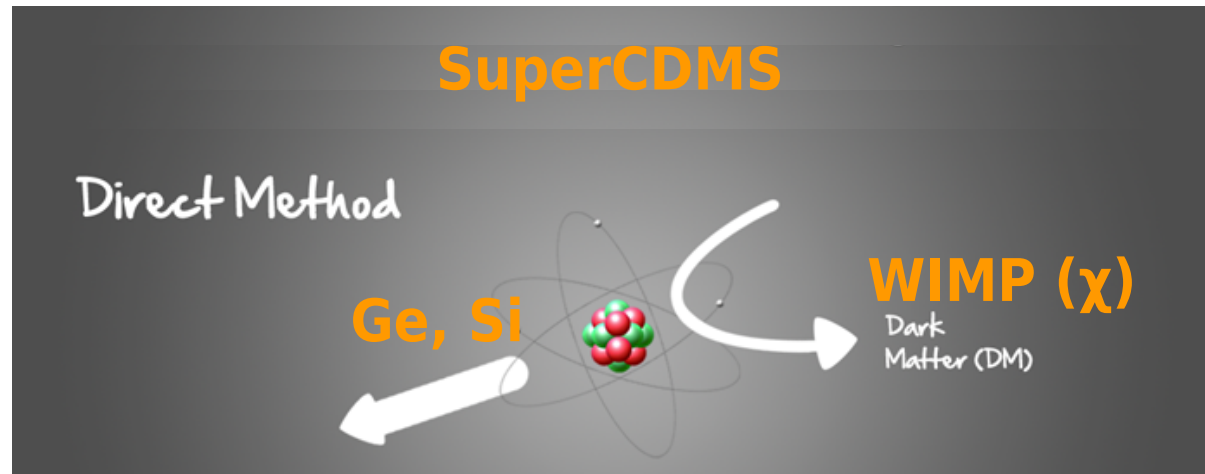 SuperCDMS
Direct Method
WIMP (χ)
Ge, Si
Dark
Matter (DM)